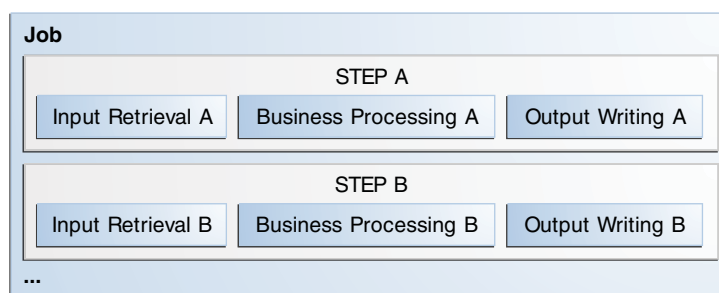 Job
STEP A
Input Retrieval A Business Processing A Output Writing A
STEP B
Input Retrieval B Business Processing B Output Writing B
...